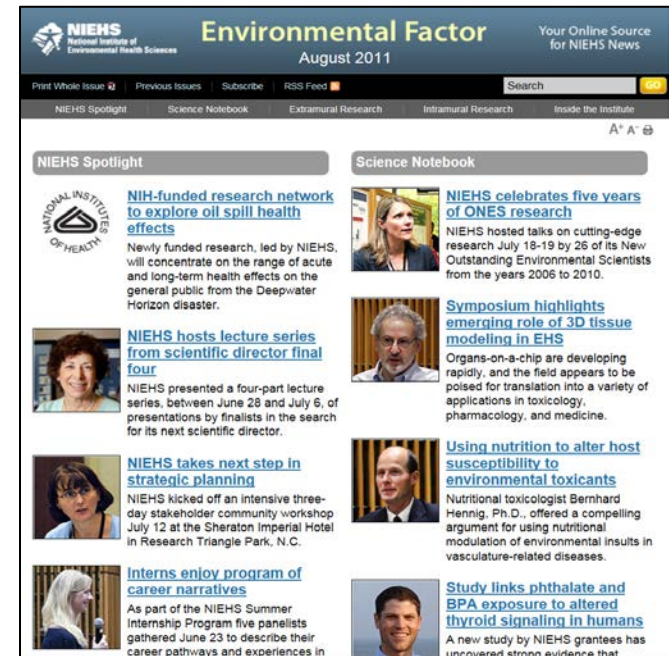 NIEHS
National Institute of
Environmental Health Sciences
Environmental Factor
August 2011
Your Online Source
for NIEHS News
Print Whole Issue
Previous Issues
Subscribe
RSS Feed
Search
GO
NIEHS Spotlight
Science Notebook
Extramural Research
Intramural Research
Inside the Institute
A+ A-
NIEHS Spotlight
NATIONAL INSTITUTES
OF HEALTH
NIH-funded research network
to explore oil spill health
effects
Newly funded research, led by NIEHS,
will concentrate on the range of acute
and long-term health effects on the
general public from the Deepwater
Horizon disaster.
NIEHS hosts lecture series
from scientific director final
four
NIEHS presented a four-part lecture
series, between June 28 and July 6, of
presentations by finalists in the search
for its next scientific director.
NIEHS takes next step in
strategic planning
NIEHS kicked off an intensive three-
day stakeholder community workshop
July 12 at the Sheraton Imperial Hotel
in Research Triangle Park, N.C.
Interns enjoy program of
career narratives
As part of the NIEHS Summer
Internship Program five panelists
gathered June 23 to describe their
career pathways and experiences in
Science Notebook
NIEHS celebrates five years
of ONES research
NIEHS hosted talks on cutting-edge
research July 18-19 by 26 of its New
Outstanding Environmental Scientists
from the years 2006 to 2010.
Symposium highlights
emerging role of 3D tissue
modeling in EHS
Organs-on-a-chip are developing
rapidly, and the field appears to be
poised for translation into a variety of
applications in toxicology,
pharmacology, and medicine.
Using nutrition to alter host
susceptibility to
environmental toxicants
Nutritional toxicologist Bernhard
Hennig, Ph.D., offered a compelling
argument for using nutritional
modulation of environmental insults in
vasculature-related diseases.
Study links phthalate and
BPA exposure to altered
thyroid signaling in humans
A new study by NIEHS grantees has
uncovered strong evidence that